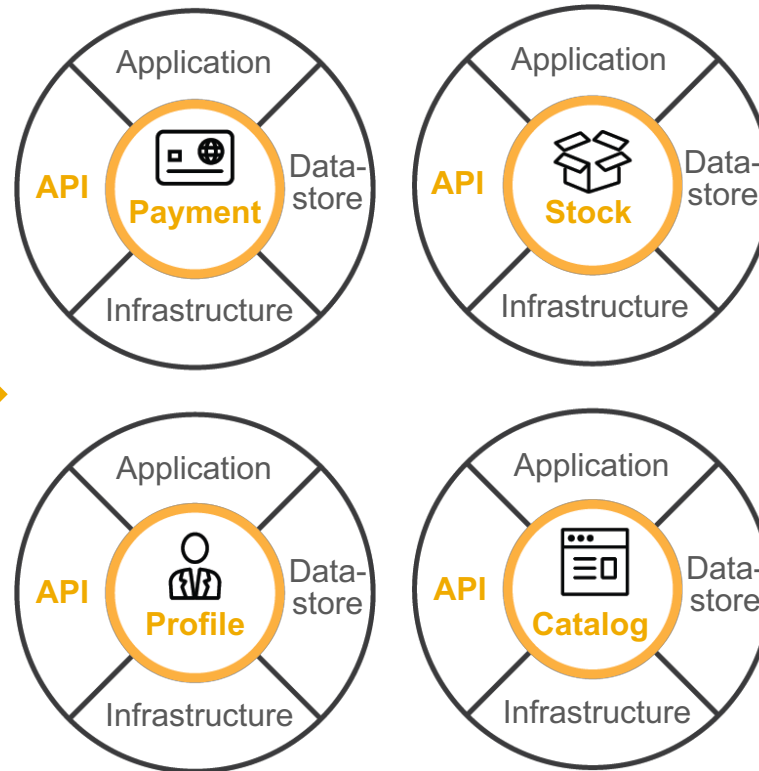 Application
API
Payment
Data-
store
Infrastructure
Application
API
Stock
Data-
store
Infrastructure
Application
API
Profile
Data-
store
Infrastructure
Application
API
Catalog
Data-
store
Infrastructure